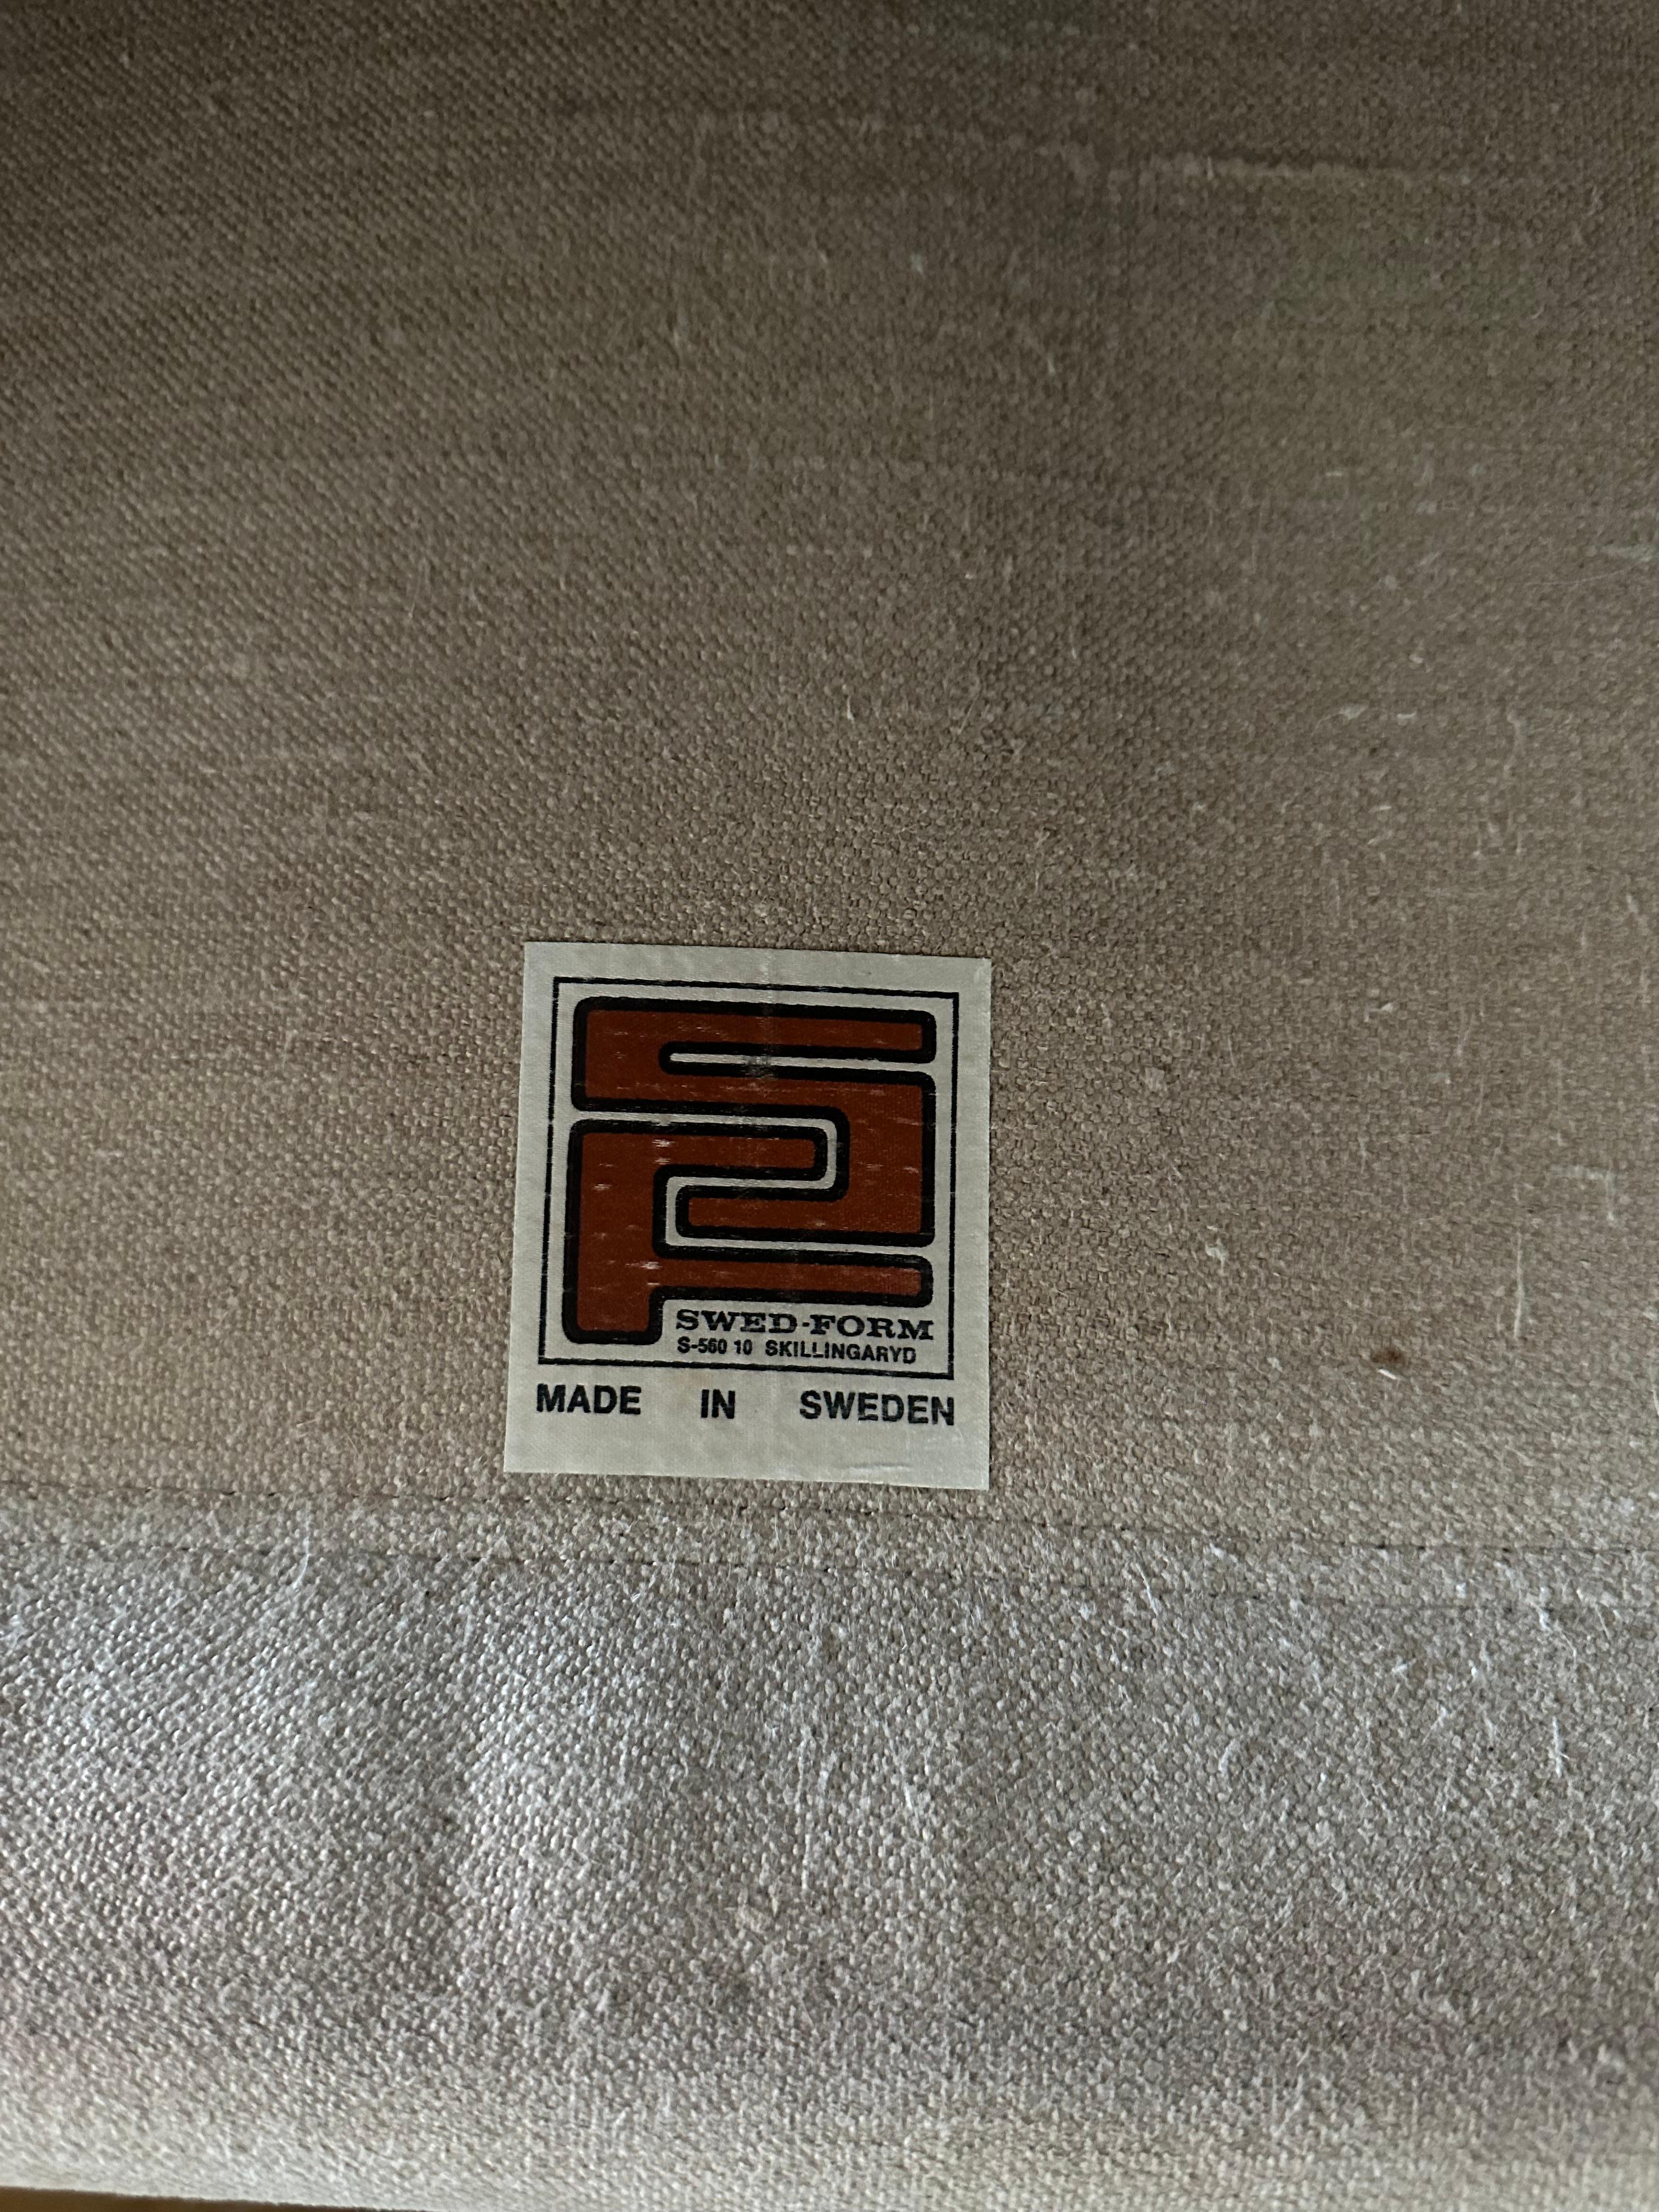 SWED-FORM
S-560 10 SKILLINGARYD
MADE IN SWEDEN